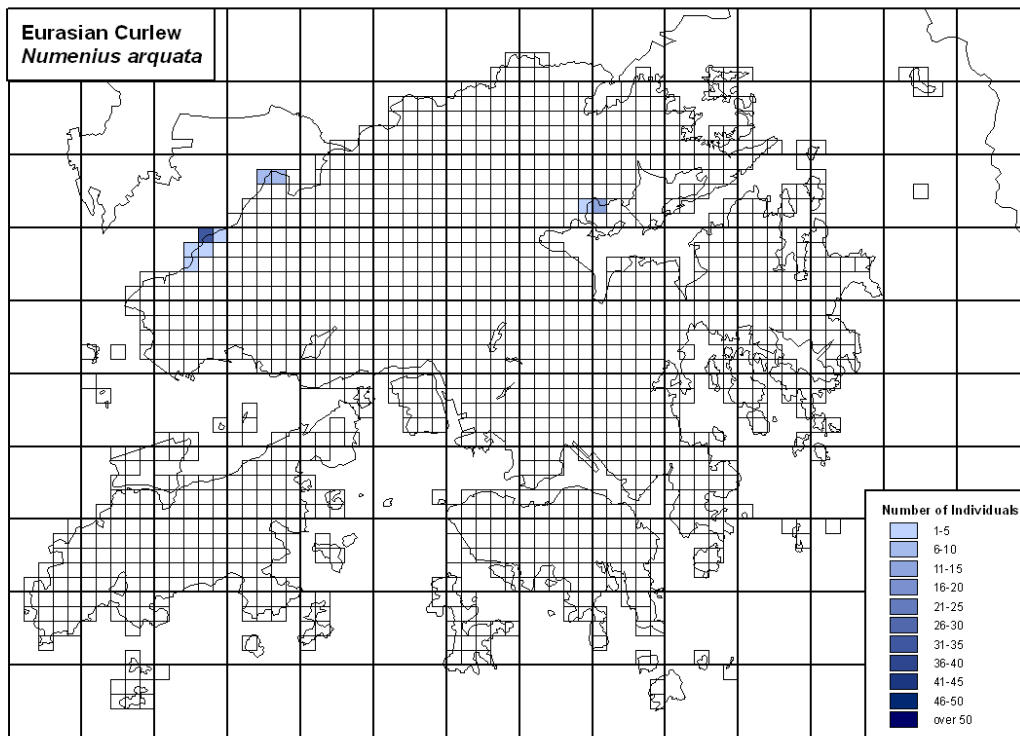 Eurasian Curlew
Numenius arquata
Number of Individuals
1-5
6-10
11-15
16-20
21-25
26-30
31-35
36-40
41-45
46-50
over 50